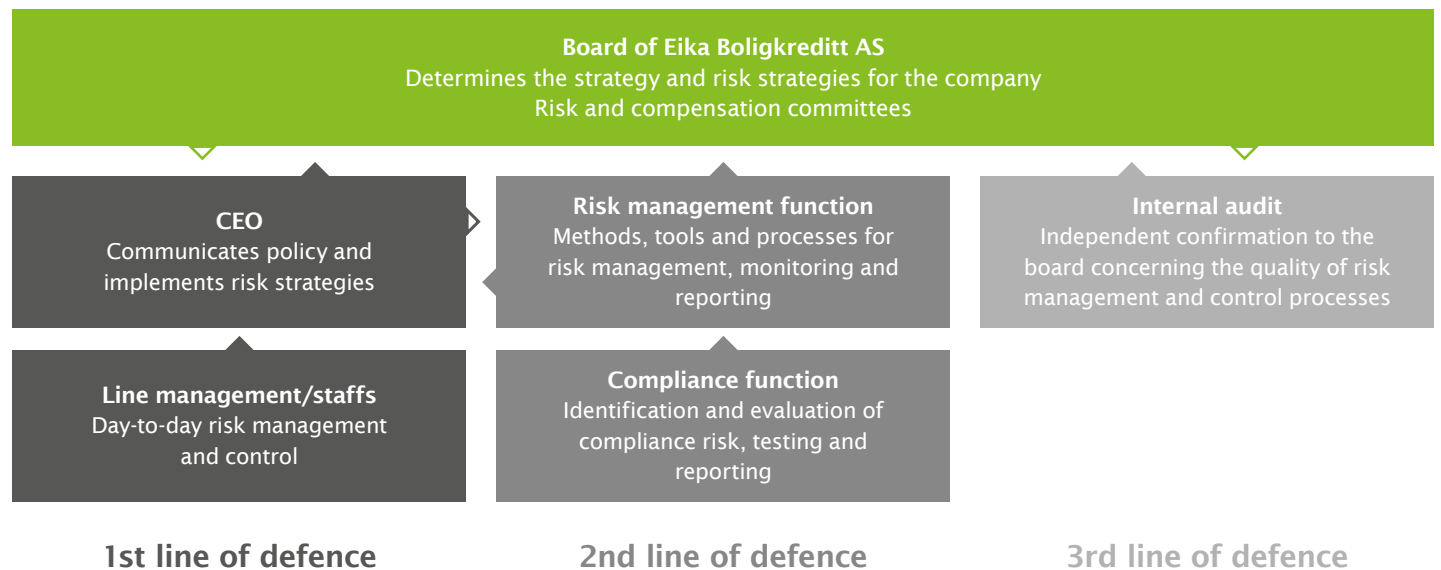 Board of Eika Boligkreditt AS
Determines the strategy and risk strategies for the company
Risk and compensation committees
CEO
Communicates policy and
implements risk strategies
Line management/staffs
Day-to-day risk management
and control
1st line of defence
Risk management function
Methods, tools and processes for
risk management, monitoring and
reporting
Compliance function
Identification and evaluation of
compliance risk, testing and
reporting
2nd line of defence
Internal audit
Independent confirmation to the
board concerning the quality of risk
management and control processes
3rd line of defence